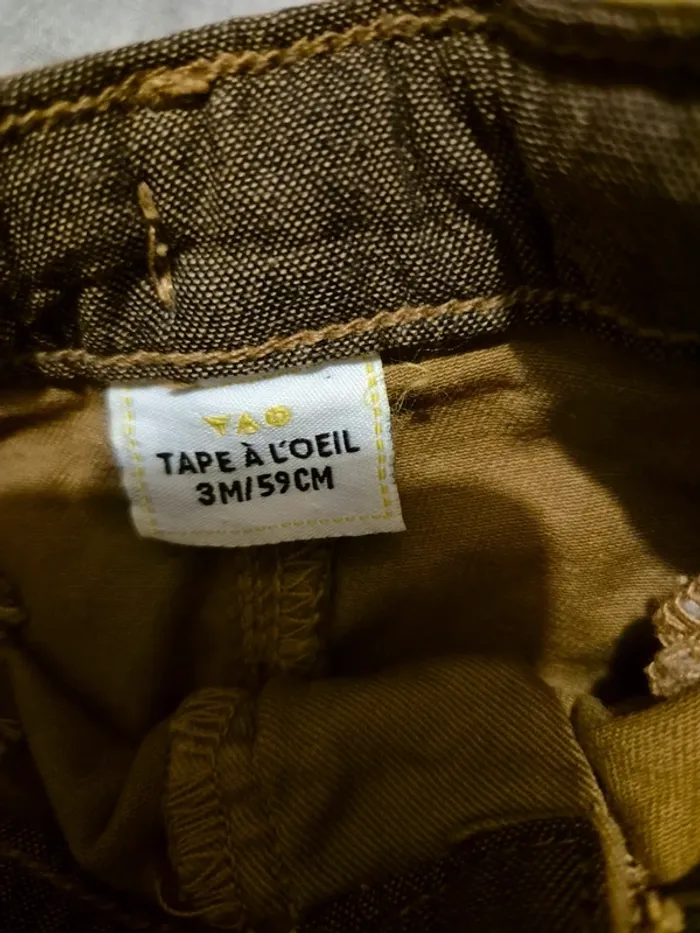 TAO
TAPE À L'OEIL
3M/59CM